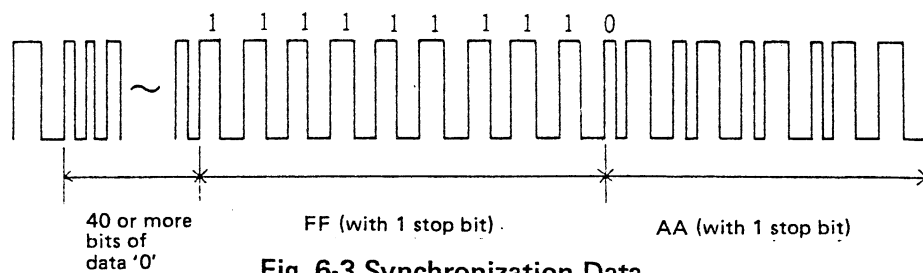 1 1 1 1 1 1 1 1 1 0
~
40 or more
bits of
data '0'
FF (with 1 stop bit)
AA (with 1 stop bit)
Fig. 6-3 Synchronization Data